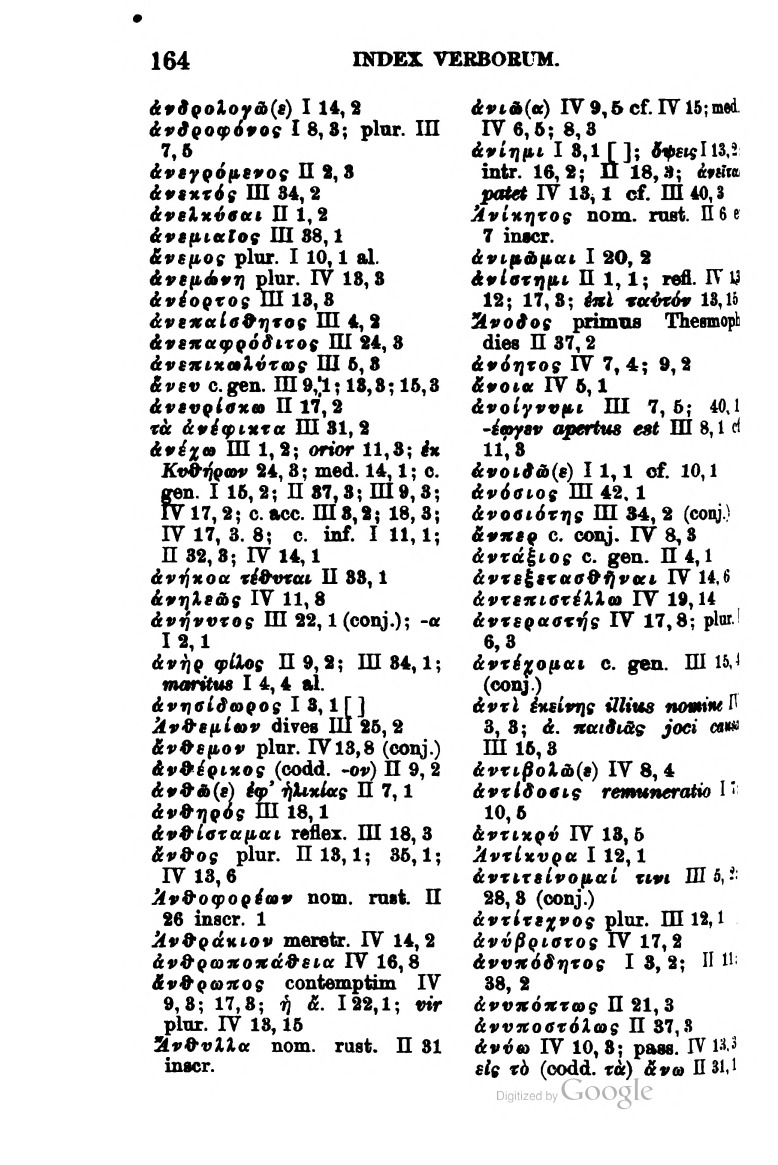 164 INDEX VERBORUM.
ἀνδρολογῶ(ε) I 14, 2
ἀνδροφόνος I 8, 3; plur. III
7, 5
ἀνεγρόμενος II 2, 3
ἀνεκτός III 34, 2
ἀνελκύσαι II 1, 2
ἀνεμιαῖος III 38, 1
ἄνεμος plur. I 10, 1 al.
ἀνεμώνη plur. IV 13, 3
ἀνέορτος III 13, 3
ἀνεπαίσθητος III 4, 2
ἀνεπαφρόδιτος III 24, 3
ἀνεπικωλύτως III 5, 3
ἄνευ c. gen. III 9, 1; 13, 3; 15, 3
ἀνευρίσκω II 17, 2
τὰ ἀνέφικτα III 31, 2
ἀνέχω III 1, 2; orior 11, 3; ἐκ
Κυθήρων 24, 3; med. 14, 1; c.
gen. I 15, 2; II 37, 3; III 9, 3;
IV 17, 2; c. acc. III 3, 2; 18, 3;
IV 17, 3. 8; c. inf. I 11, 1;
II 32, 3; IV 14, 1
ἀνήκοα τέθυται II 33, 1
ἀνηλεῶς IV 11, 8
ἀνήνυτος III 22, 1 (conj.); -α
I 2, 1
ἀνὴρ φίλος II 9, 2; III 34, 1;
maritus I 4, 4 al.
ἀνησίδωρος I 3, 1 [ ]
Ἀνθεμίων dives III 25, 2
ἄνθεμον plur. IV 13, 8 (conj.)
ἀνθέρικος (codd. -ον) II 9, 2
ἀνθῶ(ε) ἐφ’ ἡλικίας II 7, 1
ἀνθηρός III 18, 1
ἀνθίσταμαι reflex. III 18, 3
ἄνθος plur. II 13, 1; 35, 1;
IV 13, 6
Ἀνθοφορέων nom. rust. II
26 inscr. 1
Ἀνθράκιον meretr. IV 14, 2
ἀνθρωποπάθεια IV 16, 8
ἄνθρωπος contemptim IV
9, 3; 17, 3; ἡ ἄ. I 22, 1; vir
plur. IV 13, 15
Ἄνθυλλα nom. rust. II 31
inscr.
ἀνιῶ(α) IV 9, 5 cf. IV 15; med.
IV 6, 5; 8, 3
ἀνίημι I 3, 1 [ ]; ὄψεις I 13, 2
intr. 16, 2; II 18, 3; ἀνεῖται
patet IV 13, 1 cf. III 40, 3
Ἀνίκητος nom. rust. II 6 e
7 inscr.
ἀνιμῶμαι I 20, 2
ἀνίστημι II 1, 1; refl. IV 13
12; 17, 3; ἐπὶ ταὐτόν 18, 15
Ἄνοδος primus Thesmoph
dies II 37, 2
ἀνόητος IV 7, 4; 9, 2
ἄνοια IV 5, 1
ἀνοίγνυμι III 7, 5; 40, 1
-έῳγεν apertus est III 8, 1 cf
11, 3
ἀνοιδῶ(ε) I 1, 1 cf. 10, 1
ἀνόσιος III 42, 1
ἀνοσιότης III 34, 2 (conj.)
ἄνπερ c. conj. IV 8, 3
ἀντάξιος c. gen. II 4, 1
ἀντεξετασθῆναι IV 14, 6
ἀντεπιστέλλω IV 19, 14
ἀντεραστής IV 17, 8; plur.
6, 3
ἀντέχομαι c. gen. III 15, 4
(conj.)
ἀντὶ ἐκείνης illius nomine IV
3, 3; ἀ. παιδιᾶς joci causa
III 15, 3
ἀντιβολῶ(ε) IV 8, 4
ἀντίδοσις remuneratio I
10, 5
ἀντικρύ IV 13, 5
Ἀντίκυρα I 12, 1
ἀντιτείνομαί τινι III 5,
28, 3 (conj.)
ἀντίτεχνος plur. III 12, 1
ἀνύβριστος IV 17, 2
ἀνυπόδητος I 3, 2; II 11
38, 2
ἀνυπόπτως II 21, 3
ἀνυποστόλως II 37, 3
ἀνύω IV 10, 3; pass. IV 13, 3
εἰς τὸ (codd. τὰ) ἄνω II 31, 1
Digitized by Google